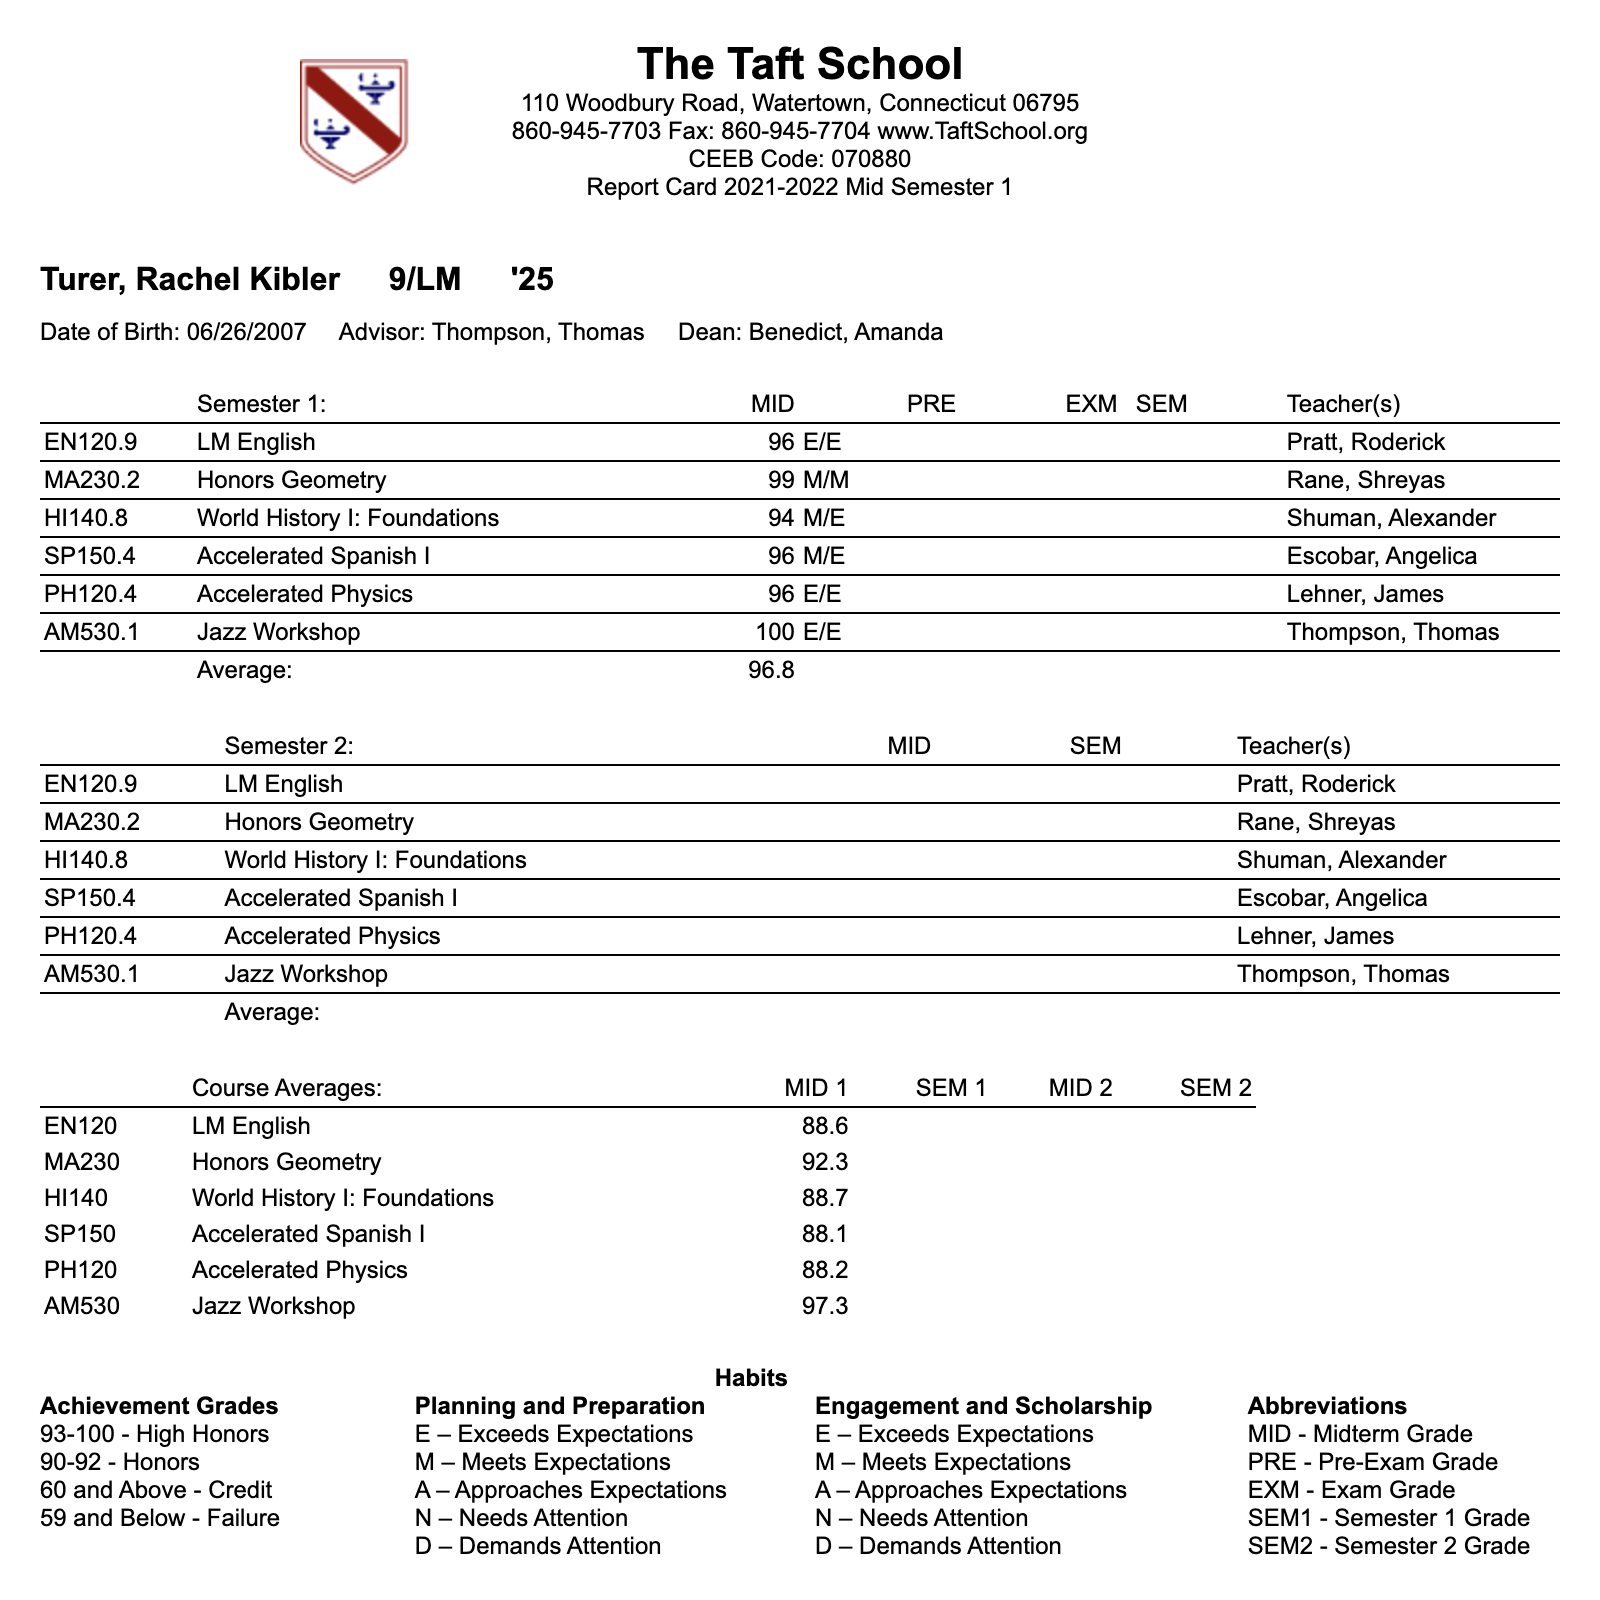 The Taft School
110 Woodbury Road, Watertown, Connecticut 06795
860-945-7703 Fax: 860-945-7704 www.TaftSchool.org
CEEB Code: 070880
Report Card 2021-2022 Mid Semester 1
Turer, Rachel Kibler 9/LM '25
Date of Birth: 06/26/2007 Advisor: Thompson, Thomas Dean: Benedict, Amanda
Semester 1: MID PRE EXM SEM Teacher(s)
EN120.9 LM English 96 E/E Pratt, Roderick
MA230.2 Honors Geometry 99 M/M Rane, Shreyas
HI140.8 World History I: Foundations 94 M/E Shuman, Alexander
SP150.4 Accelerated Spanish I 96 M/E Escobar, Angelica
PH120.4 Accelerated Physics 96 E/E Lehner, James
AM530.1 Jazz Workshop 100 E/E Thompson, Thomas
Average: 96.8
Semester 2: MID SEM Teacher(s)
EN120.9 LM English Pratt, Roderick
MA230.2 Honors Geometry Rane, Shreyas
HI140.8 World History I: Foundations Shuman, Alexander
SP150.4 Accelerated Spanish I Escobar, Angelica
PH120.4 Accelerated Physics Lehner, James
AM530.1 Jazz Workshop Thompson, Thomas
Average:
Course Averages: MID 1 SEM 1 MID 2 SEM 2
EN120 LM English 88.6
MA230 Honors Geometry 92.3
HI140 World History I: Foundations 88.7
SP150 Accelerated Spanish I 88.1
PH120 Accelerated Physics 88.2
AM530 Jazz Workshop 97.3
Habits
Achievement Grades Planning and Preparation Engagement and Scholarship Abbreviations
93-100 - High Honors E – Exceeds Expectations E – Exceeds Expectations MID - Midterm Grade
90-92 - Honors M – Meets Expectations M – Meets Expectations PRE - Pre-Exam Grade
60 and Above - Credit A – Approaches Expectations A – Approaches Expectations EXM - Exam Grade
59 and Below - Failure N – Needs Attention N – Needs Attention SEM1 - Semester 1 Grade
D – Demands Attention D – Demands Attention SEM2 - Semester 2 Grade